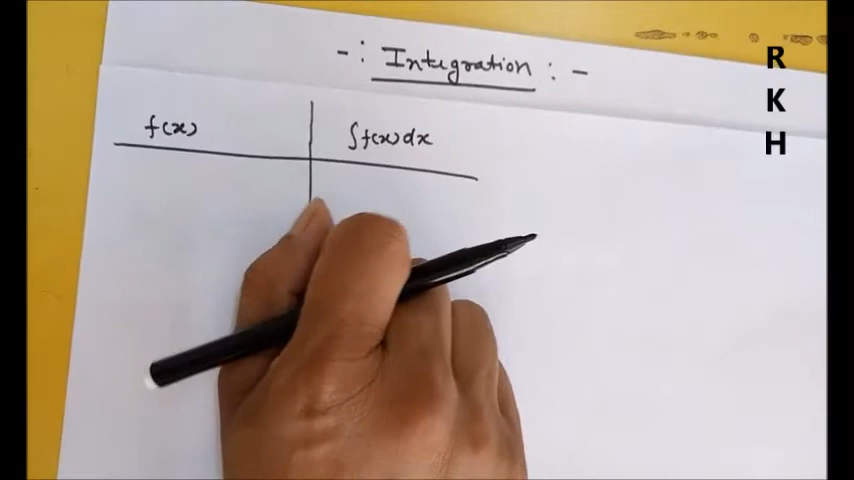 -: Integration :-
f(x) ∫f(x)dx
R
K
H